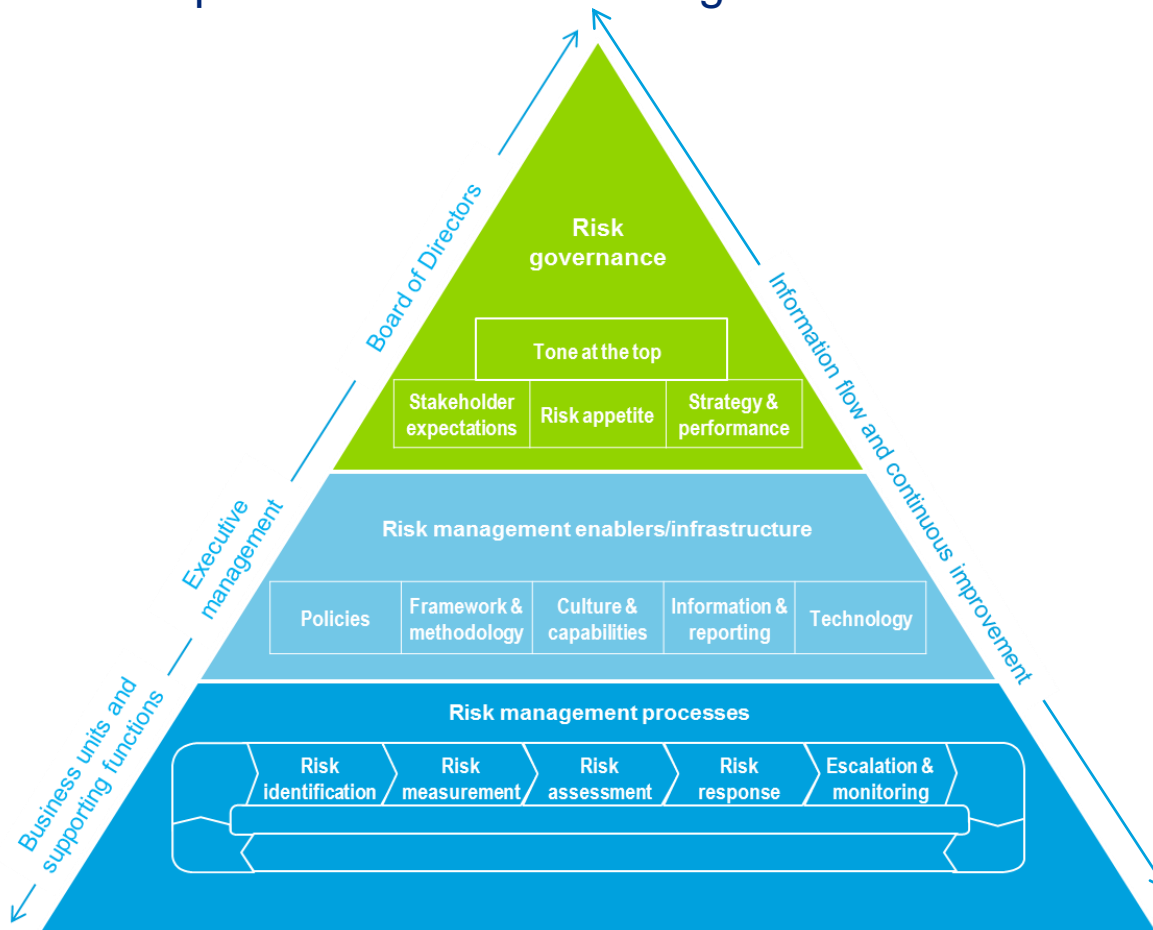 Risk
governance
Tone at the top
Stakeholder
expectations
Risk appetite
Strategy &
performance
Risk management enablers/infrastructure
Policies
Framework &
methodology
Culture &
capabilities
Information &
reporting
Technology
Risk management processes
Risk
identification
Risk
measurement
Risk
assessment
Risk
response
Escalation &
monitoring
Board of Directors
Executive
management
Business units and
supporting functions
Information flow and continuous improvement